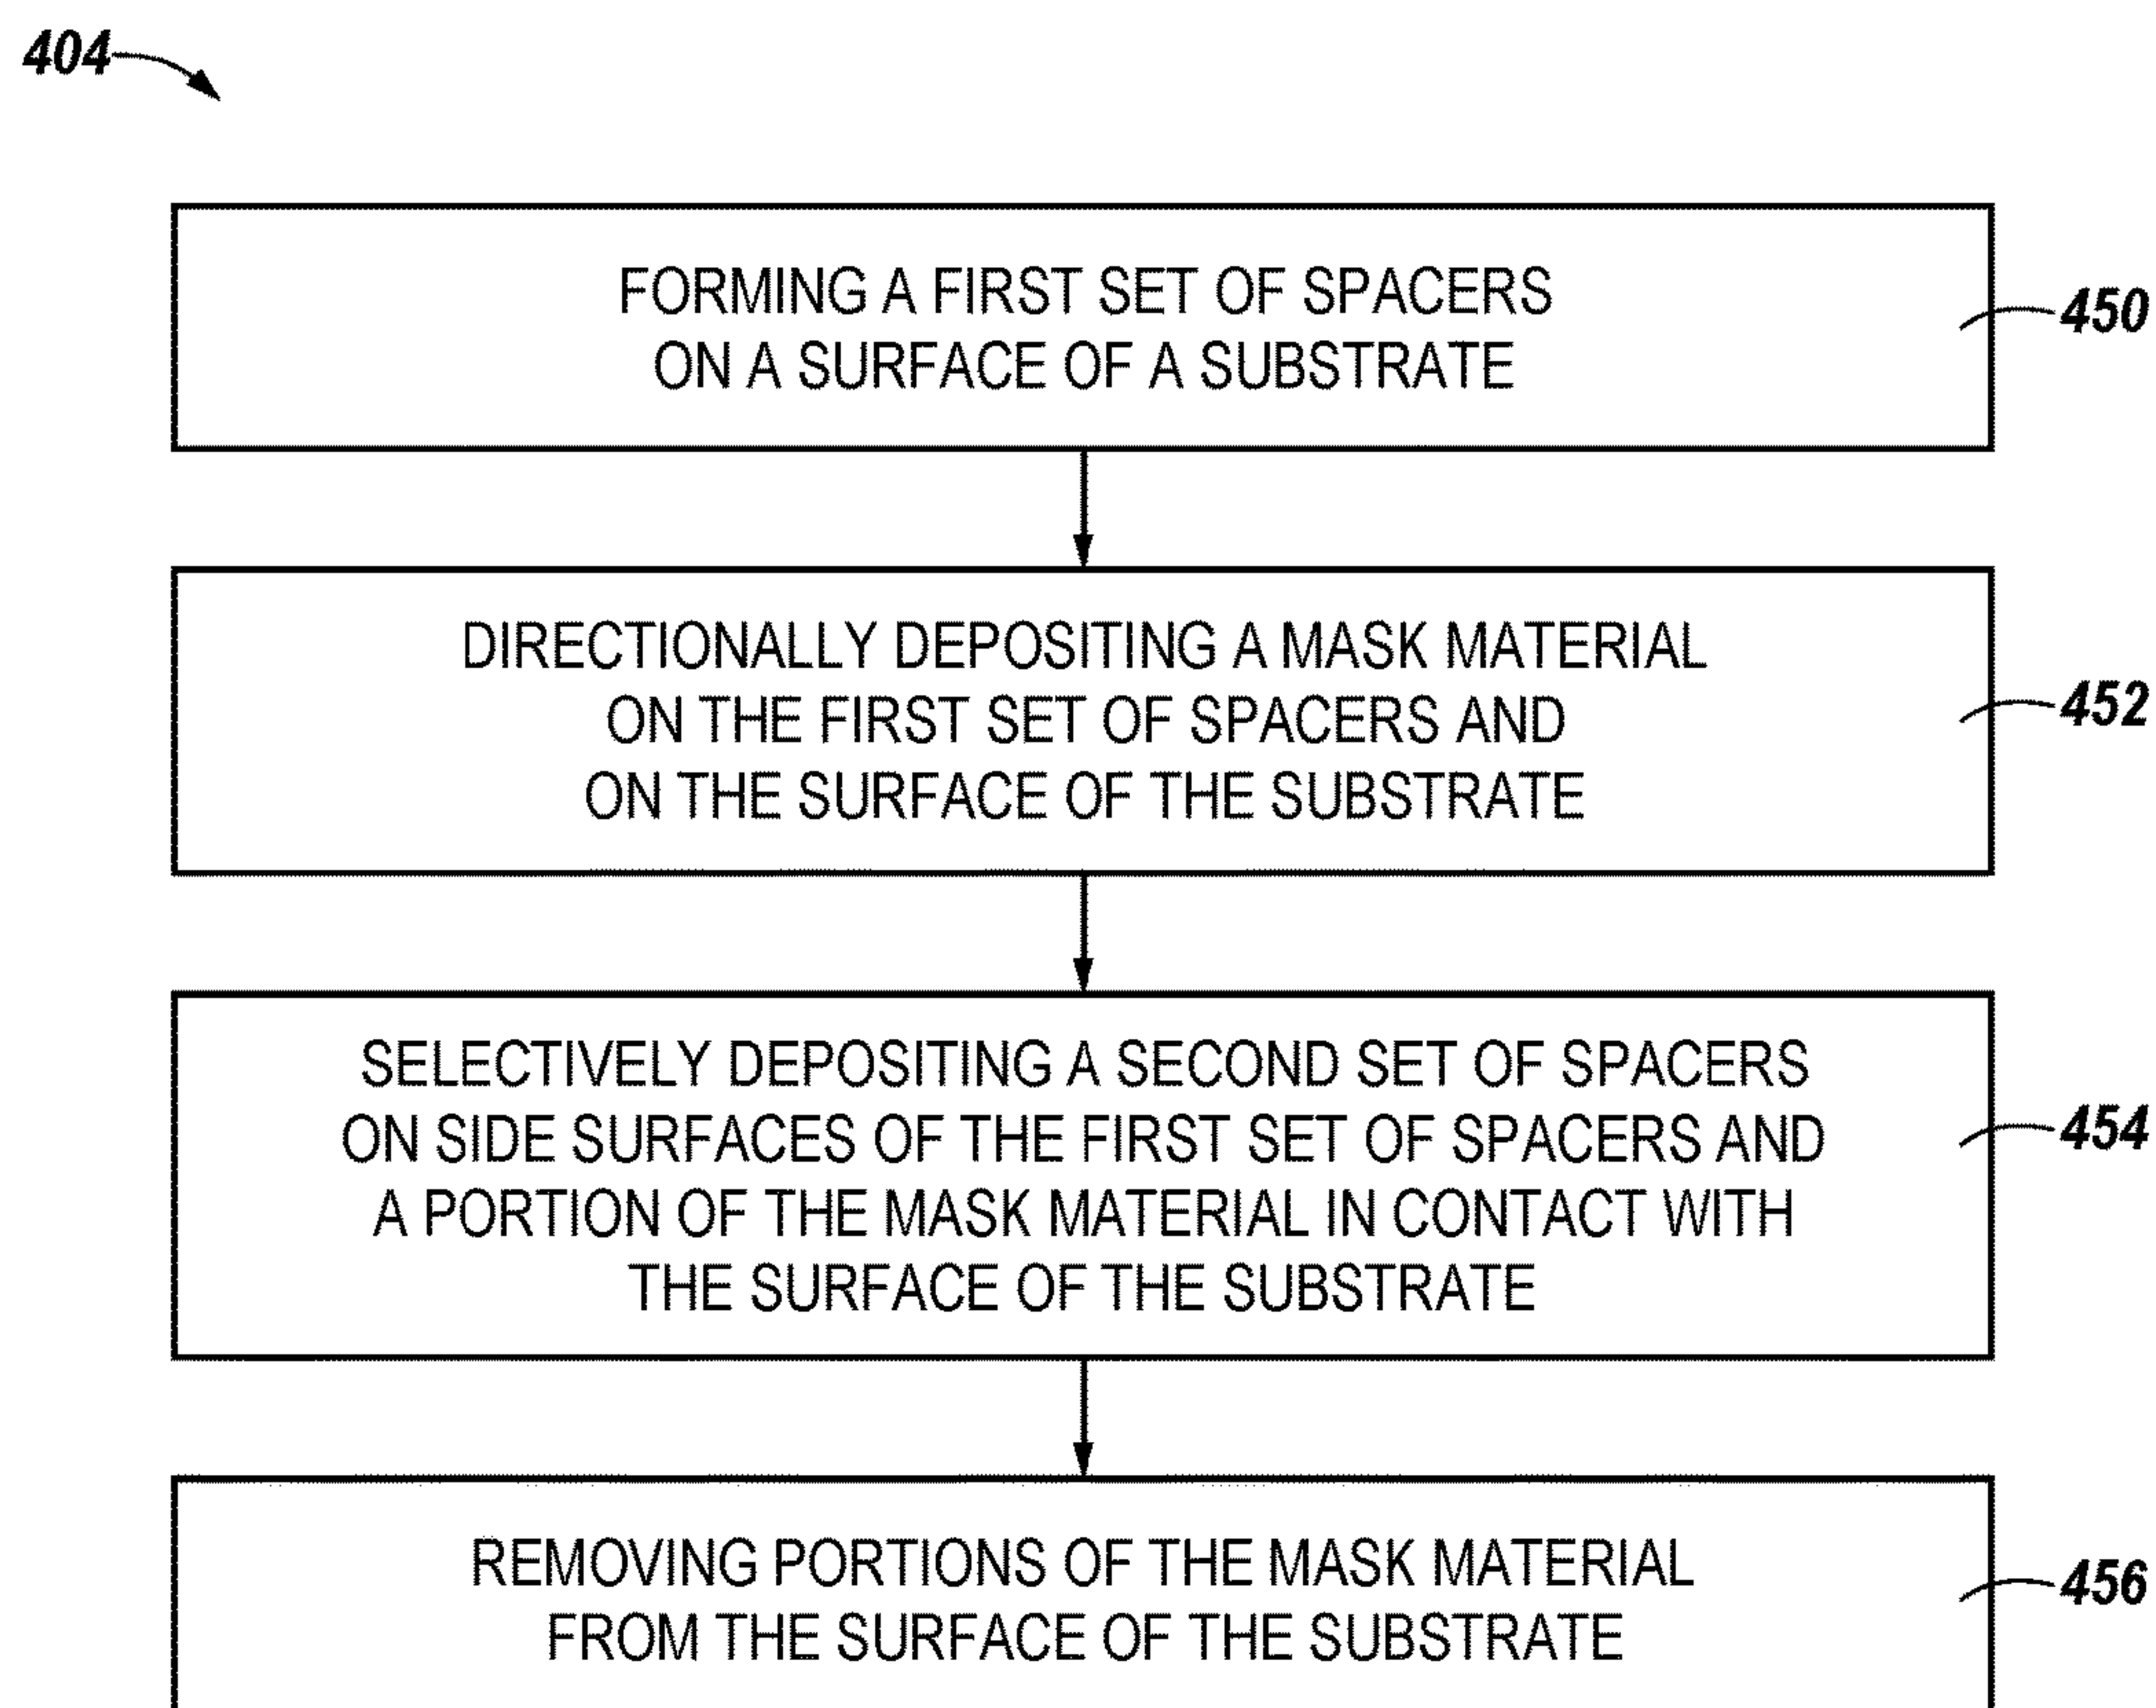 404
FORMING A FIRST SET OF SPACERS
ON A SURFACE OF A SUBSTRATE
450
DIRECTIONALLY DEPOSITING A MASK MATERIAL
ON THE FIRST SET OF SPACERS AND
ON THE SURFACE OF THE SUBSTRATE
452
SELECTIVELY DEPOSITING A SECOND SET OF SPACERS
ON SIDE SURFACES OF THE FIRST SET OF SPACERS AND
A PORTION OF THE MASK MATERIAL IN CONTACT WITH
THE SURFACE OF THE SUBSTRATE
454
REMOVING PORTIONS OF THE MASK MATERIAL
FROM THE SURFACE OF THE SUBSTRATE
456